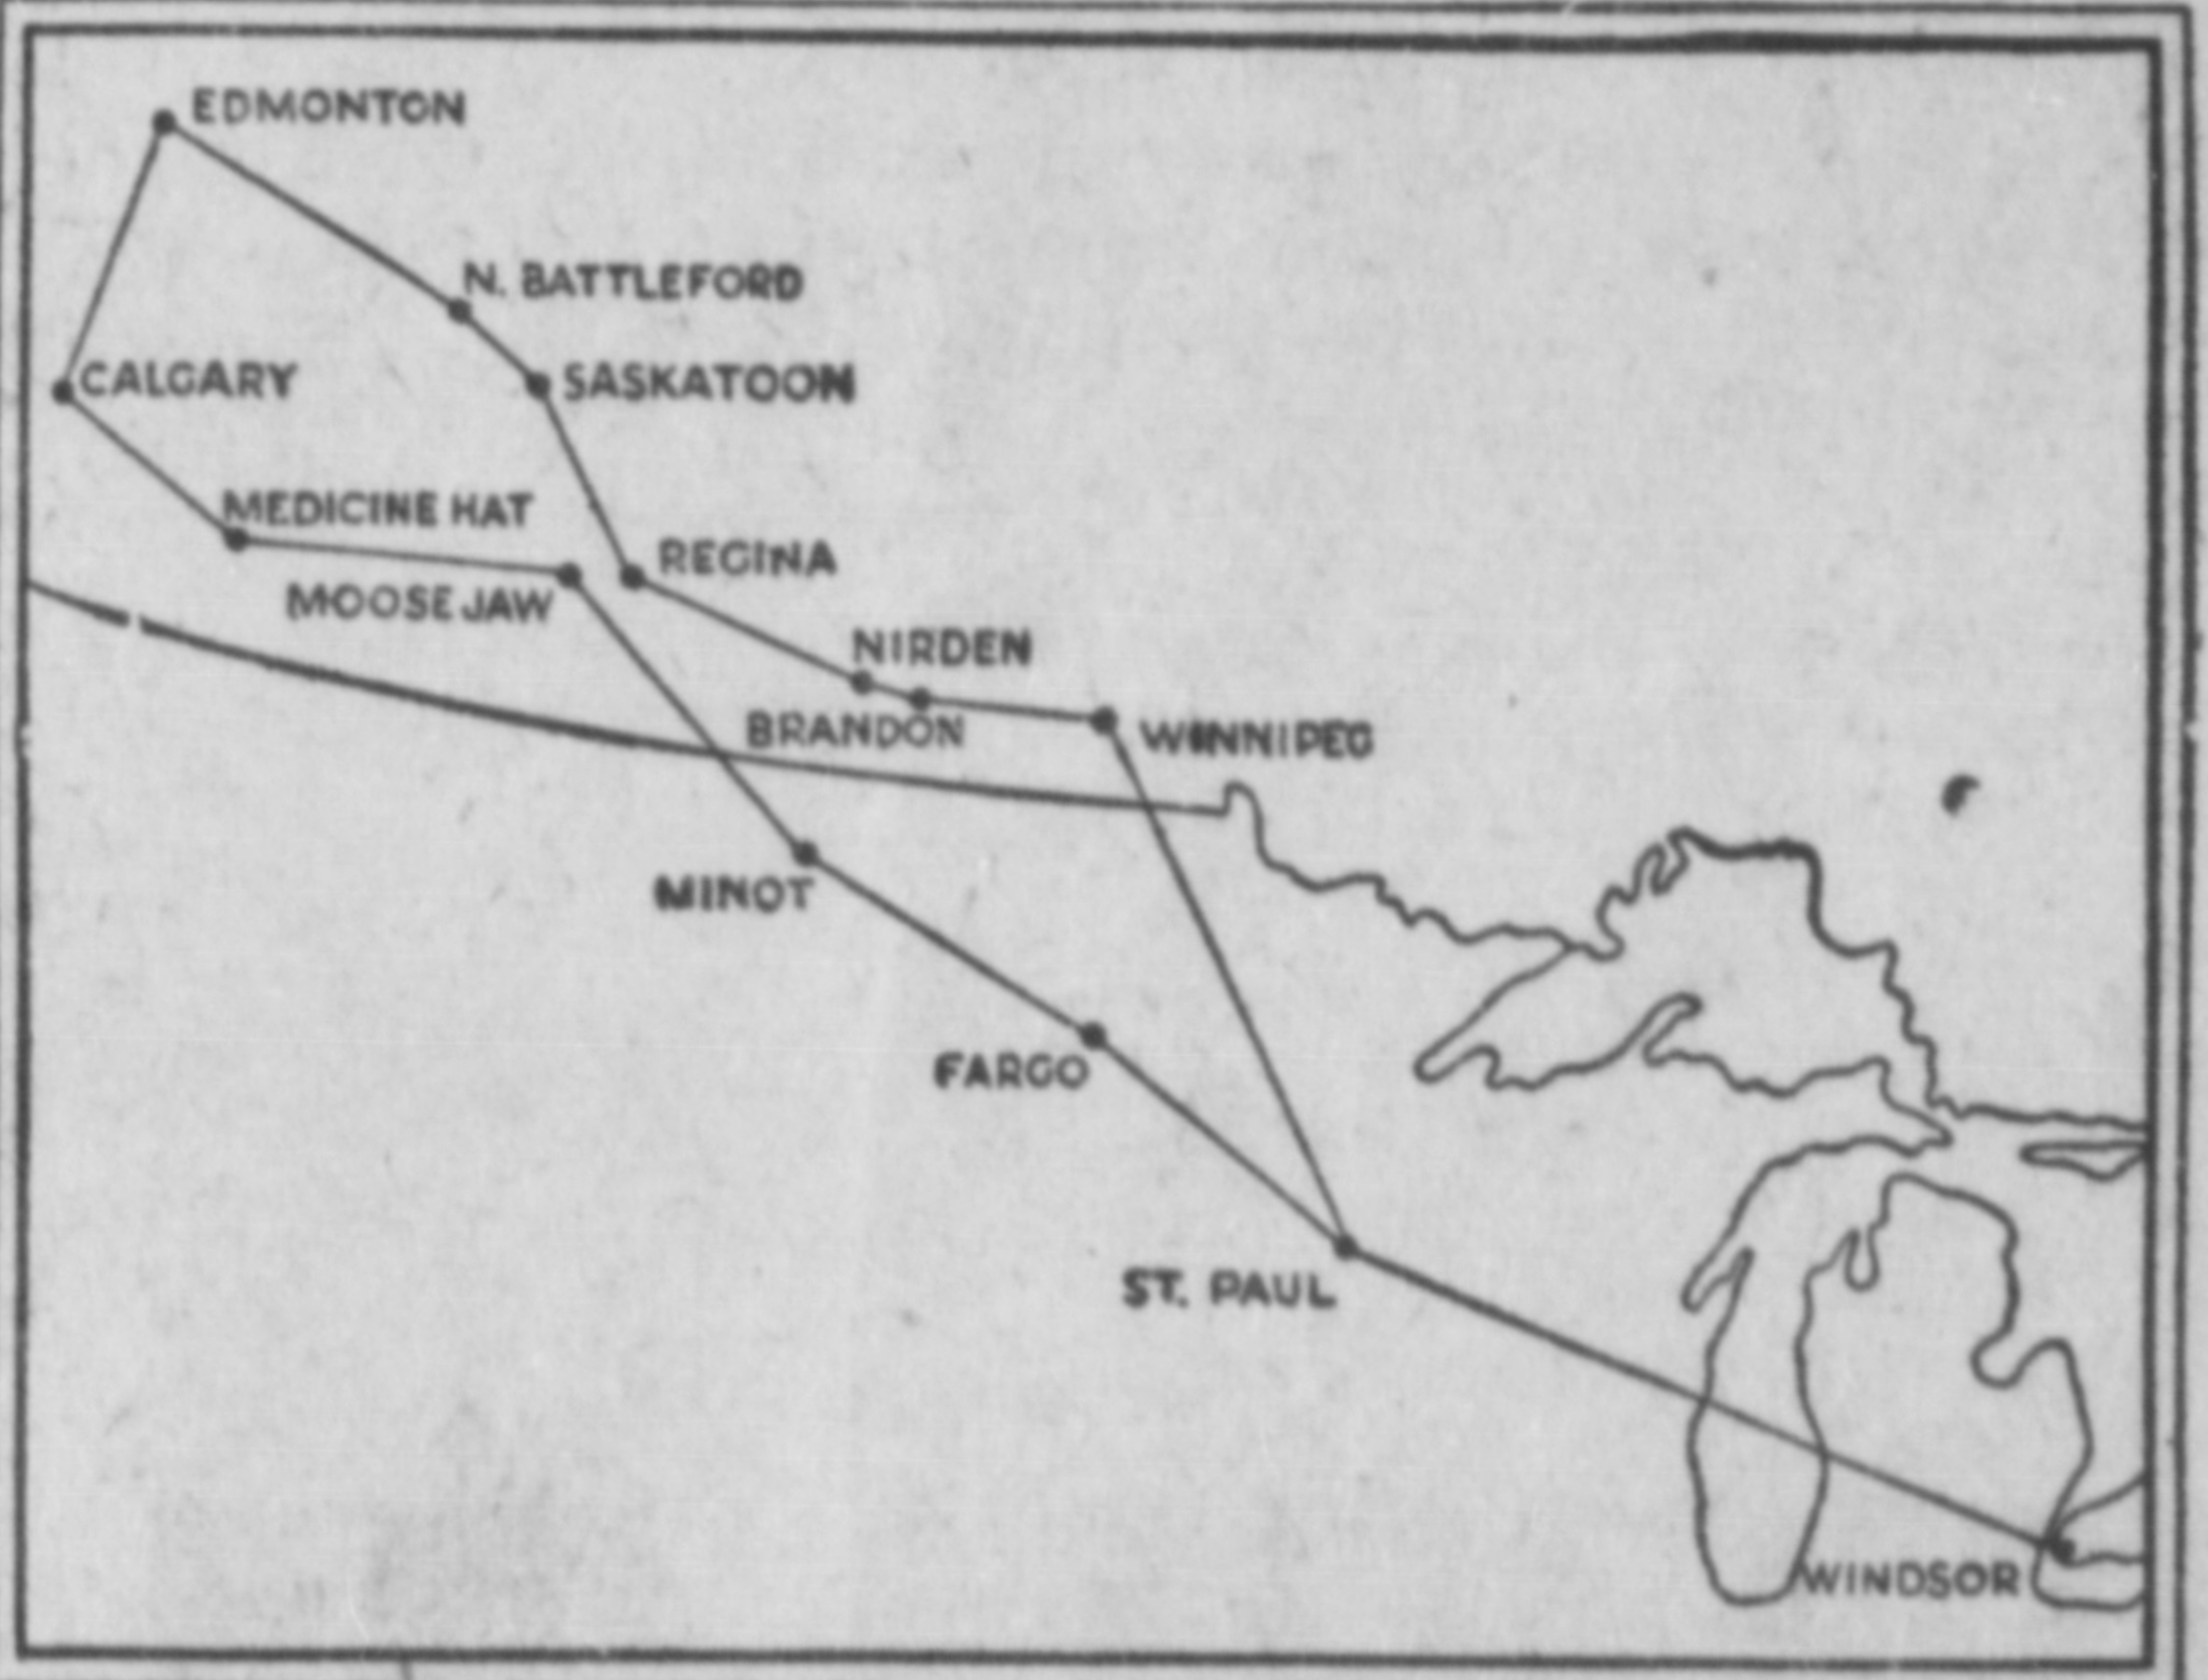 EDMONTON
N. BATTLEFORD
CALGARY
SASKATOON
MEDICINE HAT
REGINA
MOOSE JAW
NIRDEN
BRANDON
WINNIPEG
MINOT
FARGO
ST. PAUL
WINDSOR